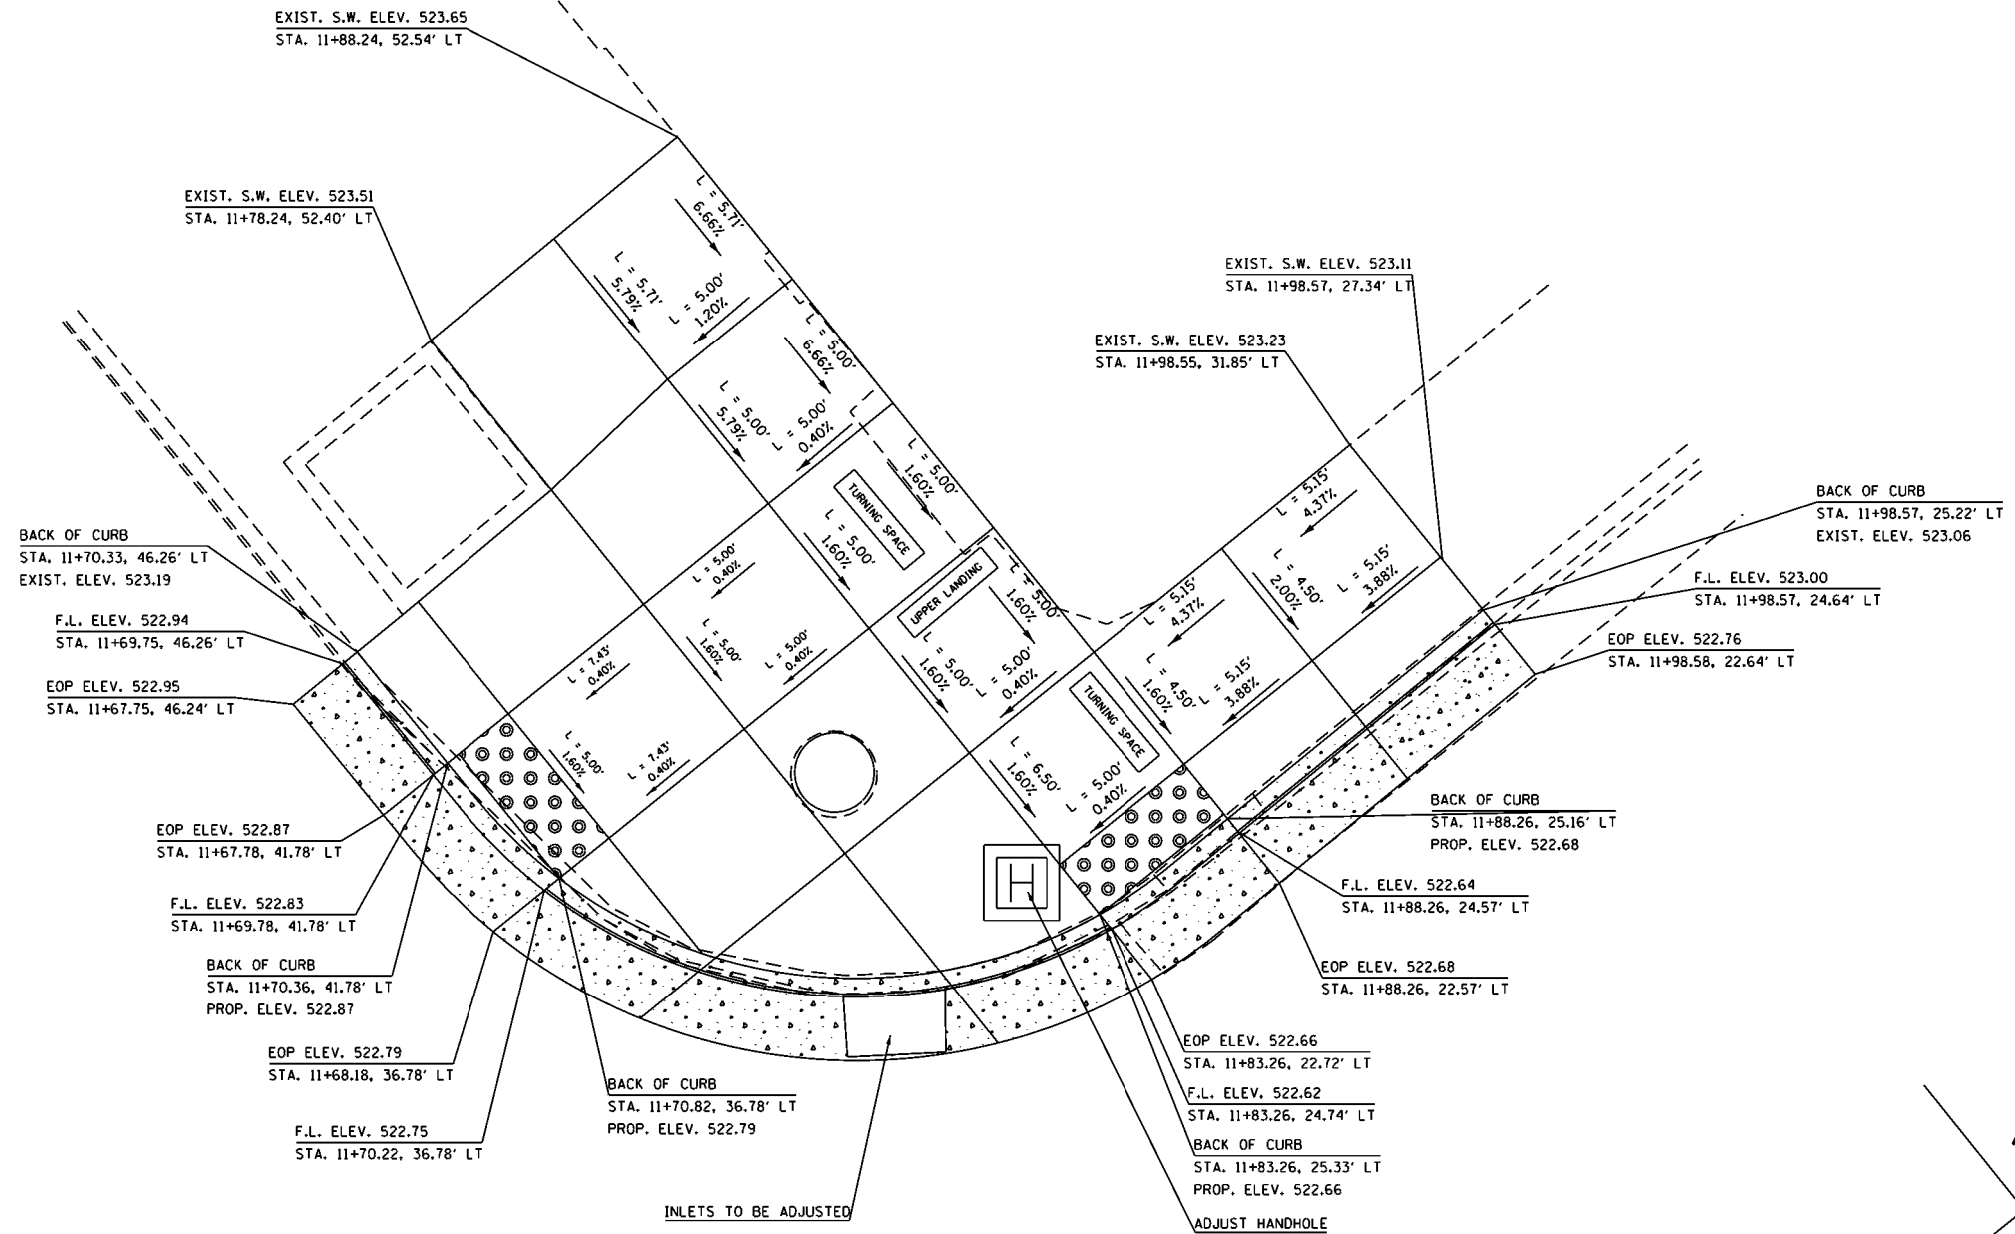 EXIST. S.W. ELEV. 523.65
STA. 11+88.24, 52.54' LT
EXIST. S.W. ELEV. 523.51
STA. 11+78.24, 52.40' LT
L = 5.71'
6.66%
L = 5.71'
5.79%
L = 5.00'
1.20%
L = 5.00'
6.66%
L = 5.00'
5.79%
L = 5.00'
0.40%
EXIST. S.W. ELEV. 523.11
STA. 11+98.57, 27.34' LT
EXIST. S.W. ELEV. 523.23
STA. 11+98.55, 31.85' LT
L = 5.00'
1.60%
TURNING SPACE
L = 5.00'
1.60%
L = 5.00'
0.40%
L = 5.00'
1.60%
L = 5.00'
0.40%
L = 7.43'
0.40%
L = 5.00'
1.60%
L = 7.43'
0.40%
UPPER LANDING
L = 5.00'
1.60%
L = 5.00'
1.60%
L = 5.00'
0.40%
L = 5.15'
4.37%
L = 4.50'
2.00%
L = 5.15'
3.88%
L = 5.15'
4.37%
L = 4.50'
1.60%
L = 5.15'
3.88%
TURNING SPACE
L = 6.50'
1.60%
L = 5.00'
0.40%
H
BACK OF CURB
STA. 11+70.33, 46.26' LT
EXIST. ELEV. 523.19
F.L. ELEV. 522.94
STA. 11+69.75, 46.26' LT
EOP ELEV. 522.95
STA. 11+67.75, 46.24' LT
EOP ELEV. 522.87
STA. 11+67.78, 41.78' LT
F.L. ELEV. 522.83
STA. 11+69.78, 41.78' LT
BACK OF CURB
STA. 11+70.36, 41.78' LT
PROP. ELEV. 522.87
EOP ELEV. 522.79
STA. 11+68.18, 36.78' LT
F.L. ELEV. 522.75
STA. 11+70.22, 36.78' LT
BACK OF CURB
STA. 11+70.82, 36.78' LT
PROP. ELEV. 522.79
INLETS TO BE ADJUSTED
BACK OF CURB
STA. 11+98.57, 25.22' LT
EXIST. ELEV. 523.06
F.L. ELEV. 523.00
STA. 11+98.57, 24.64' LT
EOP ELEV. 522.76
STA. 11+98.58, 22.64' LT
BACK OF CURB
STA. 11+88.26, 25.16' LT
PROP. ELEV. 522.68
F.L. ELEV. 522.64
STA. 11+88.26, 24.57' LT
EOP ELEV. 522.68
STA. 11+88.26, 22.57' LT
EOP ELEV. 522.66
STA. 11+83.26, 22.72' LT
F.L. ELEV. 522.62
STA. 11+83.26, 24.74' LT
BACK OF CURB
STA. 11+83.26, 25.33' LT
PROP. ELEV. 522.66
ADJUST HANDHOLE